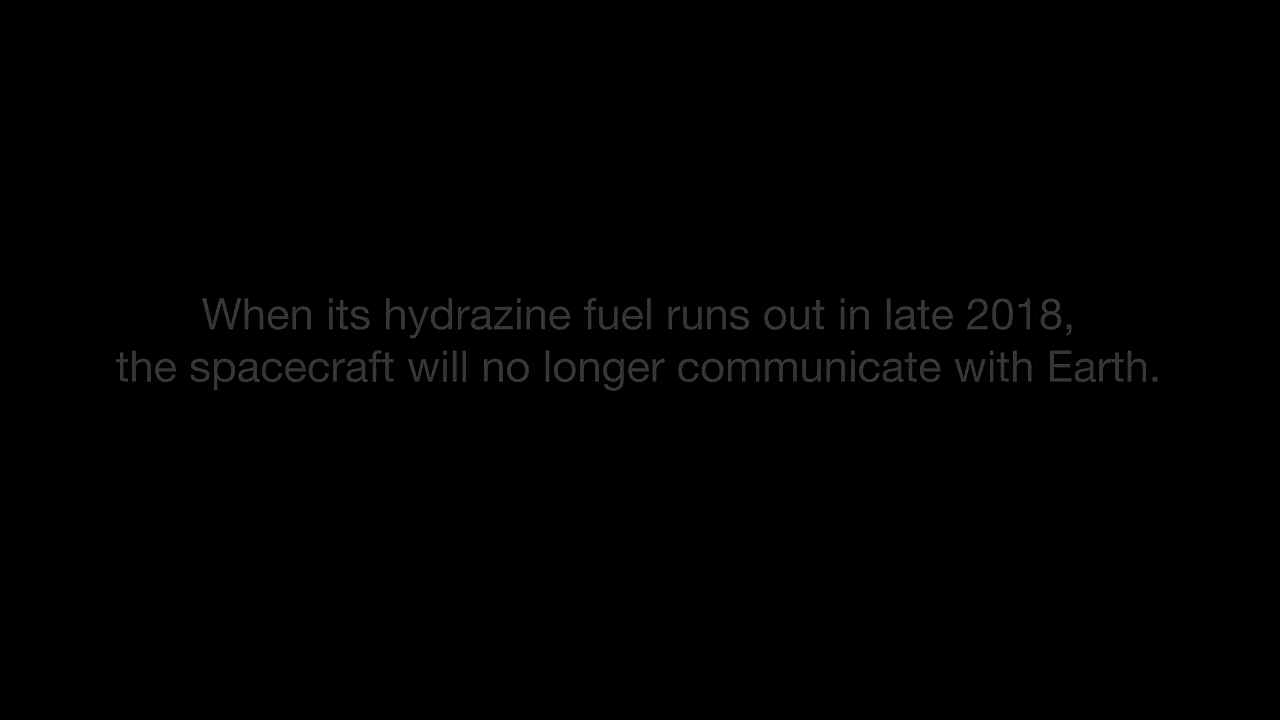 When its hydrazine fuel runs out in late 2018,
the spacecraft will no longer communicate with Earth.